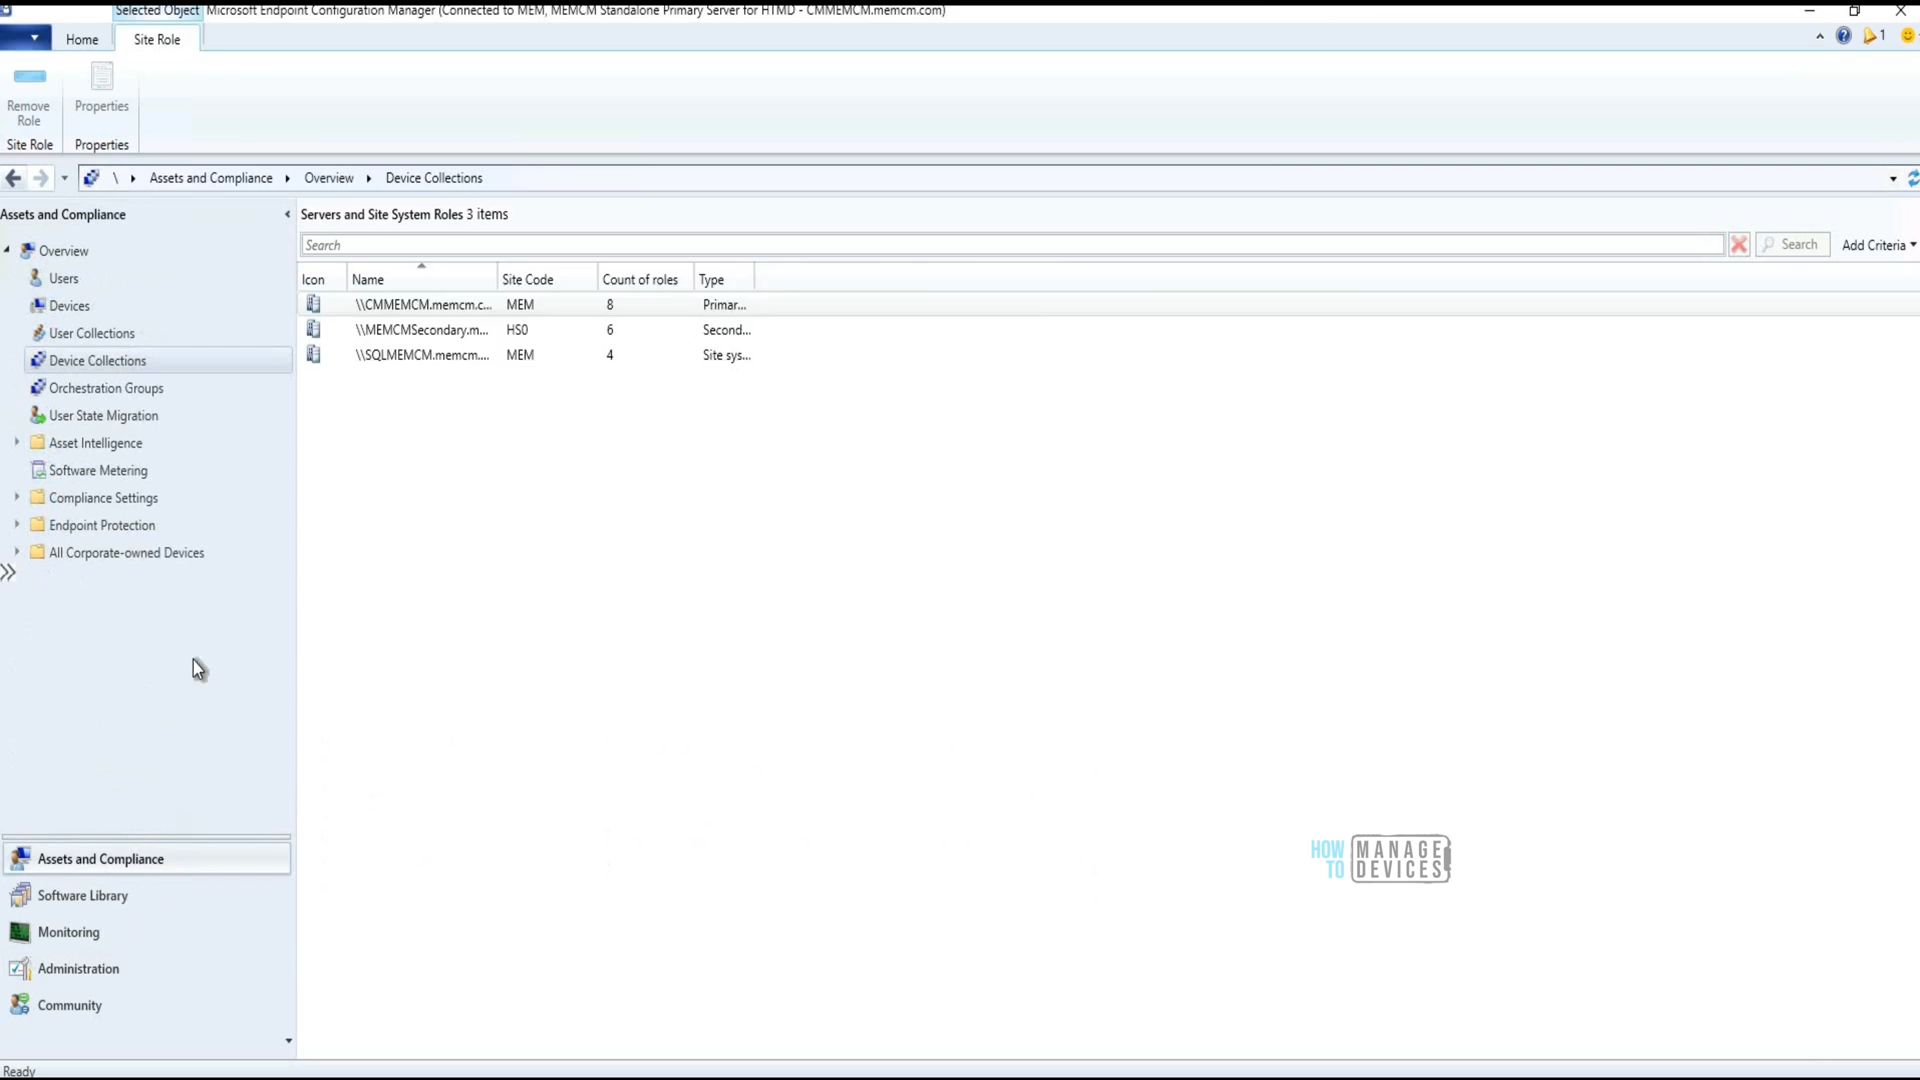 Selected Object Microsoft Endpoint Configuration Manager (Connected to MEM, MEMCM Standalone Primary Server for HTMD - CMMEMCM.memcm.com)
Home Site Role
1
Remove Role
Properties
Site Role
Properties
\ Assets and Compliance Overview Device Collections
Assets and Compliance
Overview
Users
Devices
User Collections
Device Collections
Orchestration Groups
User State Migration
Asset Intelligence
Software Metering
Compliance Settings
Endpoint Protection
All Corporate-owned Devices
Assets and Compliance
Software Library
Monitoring
Administration
Community
Servers and Site System Roles 3 items
Search Search Add Criteria
Icon Name Site Code Count of roles Type
\\CMMEMCM.memcm.c... MEM 8 Primar...
\\MEMCMSecondary.m... HS0 6 Second...
\\SQLMEMCM.memcm.... MEM 4 Site sys...
HOW TO MANAGE DEVICES
Ready